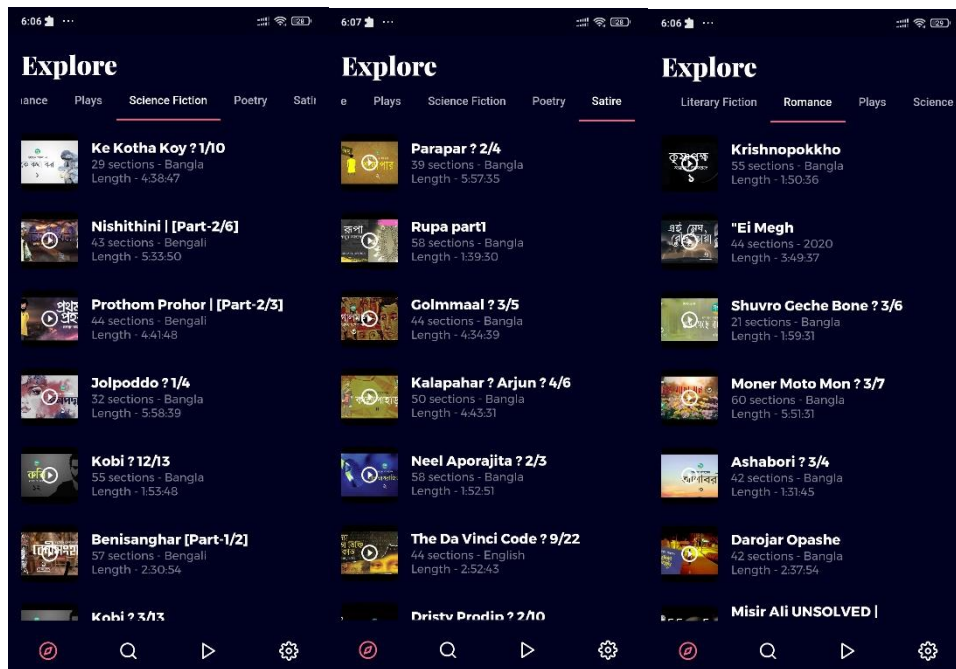 6:06
28
Explore
ance Plays Science Fiction Poetry Sati
Ke Kotha Koy ? 1/10
29 sections - Bangla
Length - 4:38:47
Nishithini | [Part-2/6]
43 sections - Bengali
Length - 5:33:50
Prothom Prohor | [Part-2/3]
44 sections - Bengali
Length - 4:41:48
Jolpoddo ? 1/4
32 sections - Bangla
Length - 5:58:39
Kobi ? 12/13
55 sections - Bangla
Length - 1:53:48
Benisanghar [Part-1/2]
57 sections - Bengali
Length - 2:30:54
Kobi ? 3/13
6:07
28
Explore
e Plays Science Fiction Poetry Satire
Parapar ? 2/4
39 sections - Bangla
Length - 5:57:35
রূপা
Rupa part1
58 sections - Bangla
Length - 1:39:30
Golmmaal ? 3/5
44 sections - Bangla
Length - 4:34:39
Kalapahar ? Arjun ? 4/6
50 sections - Bangla
Length - 4:43:31
Neel Aporajita ? 2/3
58 sections - Bangla
Length - 1:52:51
The Da Vinci Code ? 9/22
44 sections - English
Length - 2:52:43
Dristy Prodip ? 2/10
6:06
29
Explore
Literary Fiction Romance Plays Science
Krishnopokkho
55 sections - Bangla
Length - 1:50:36
এই মেঘ,
"Ei Megh
44 sections - 2020
Length - 3:49:37
Shuvro Geche Bone ? 3/6
21 sections - Bangla
Length - 1:59:31
Moner Moto Mon ? 3/7
60 sections - Bangla
Length - 5:51:31
Ashabori ? 3/4
42 sections - Bangla
Length - 1:31:45
Darojar Opashe
42 sections - Bangla
Length - 2:37:54
Misir Ali UNSOLVED |